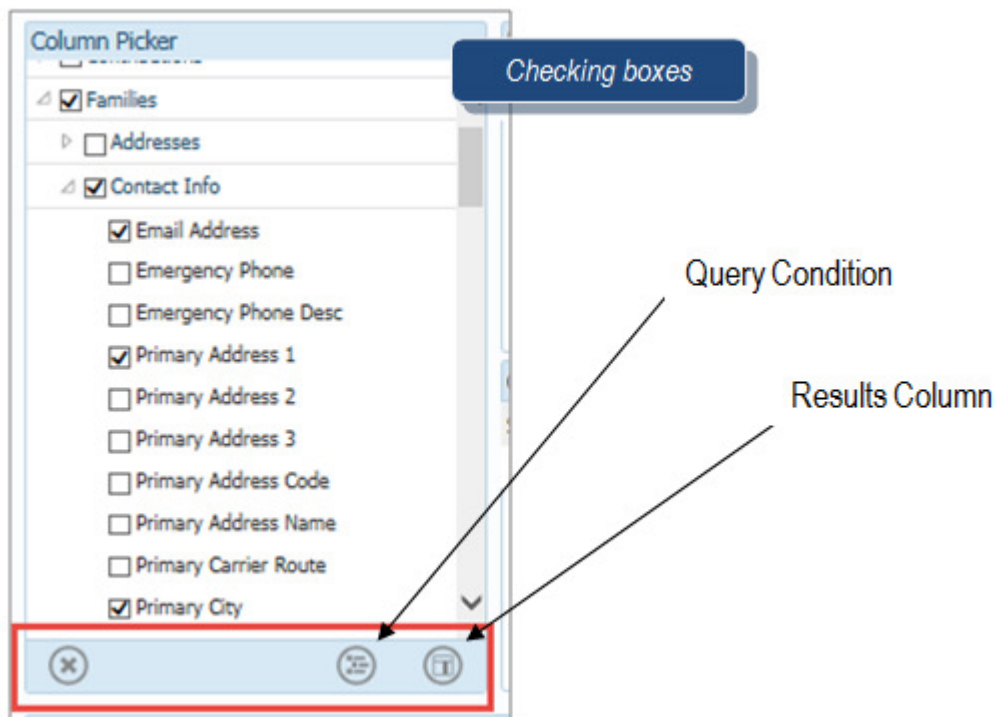 Column Picker
Checking boxes
Families
Addresses
Contact Info
Email Address
Emergency Phone
Emergency Phone Desc
Primary Address 1
Primary Address 2
Primary Address 3
Primary Address Code
Primary Address Name
Primary Carrier Route
Primary City
Query Condition
Results Column